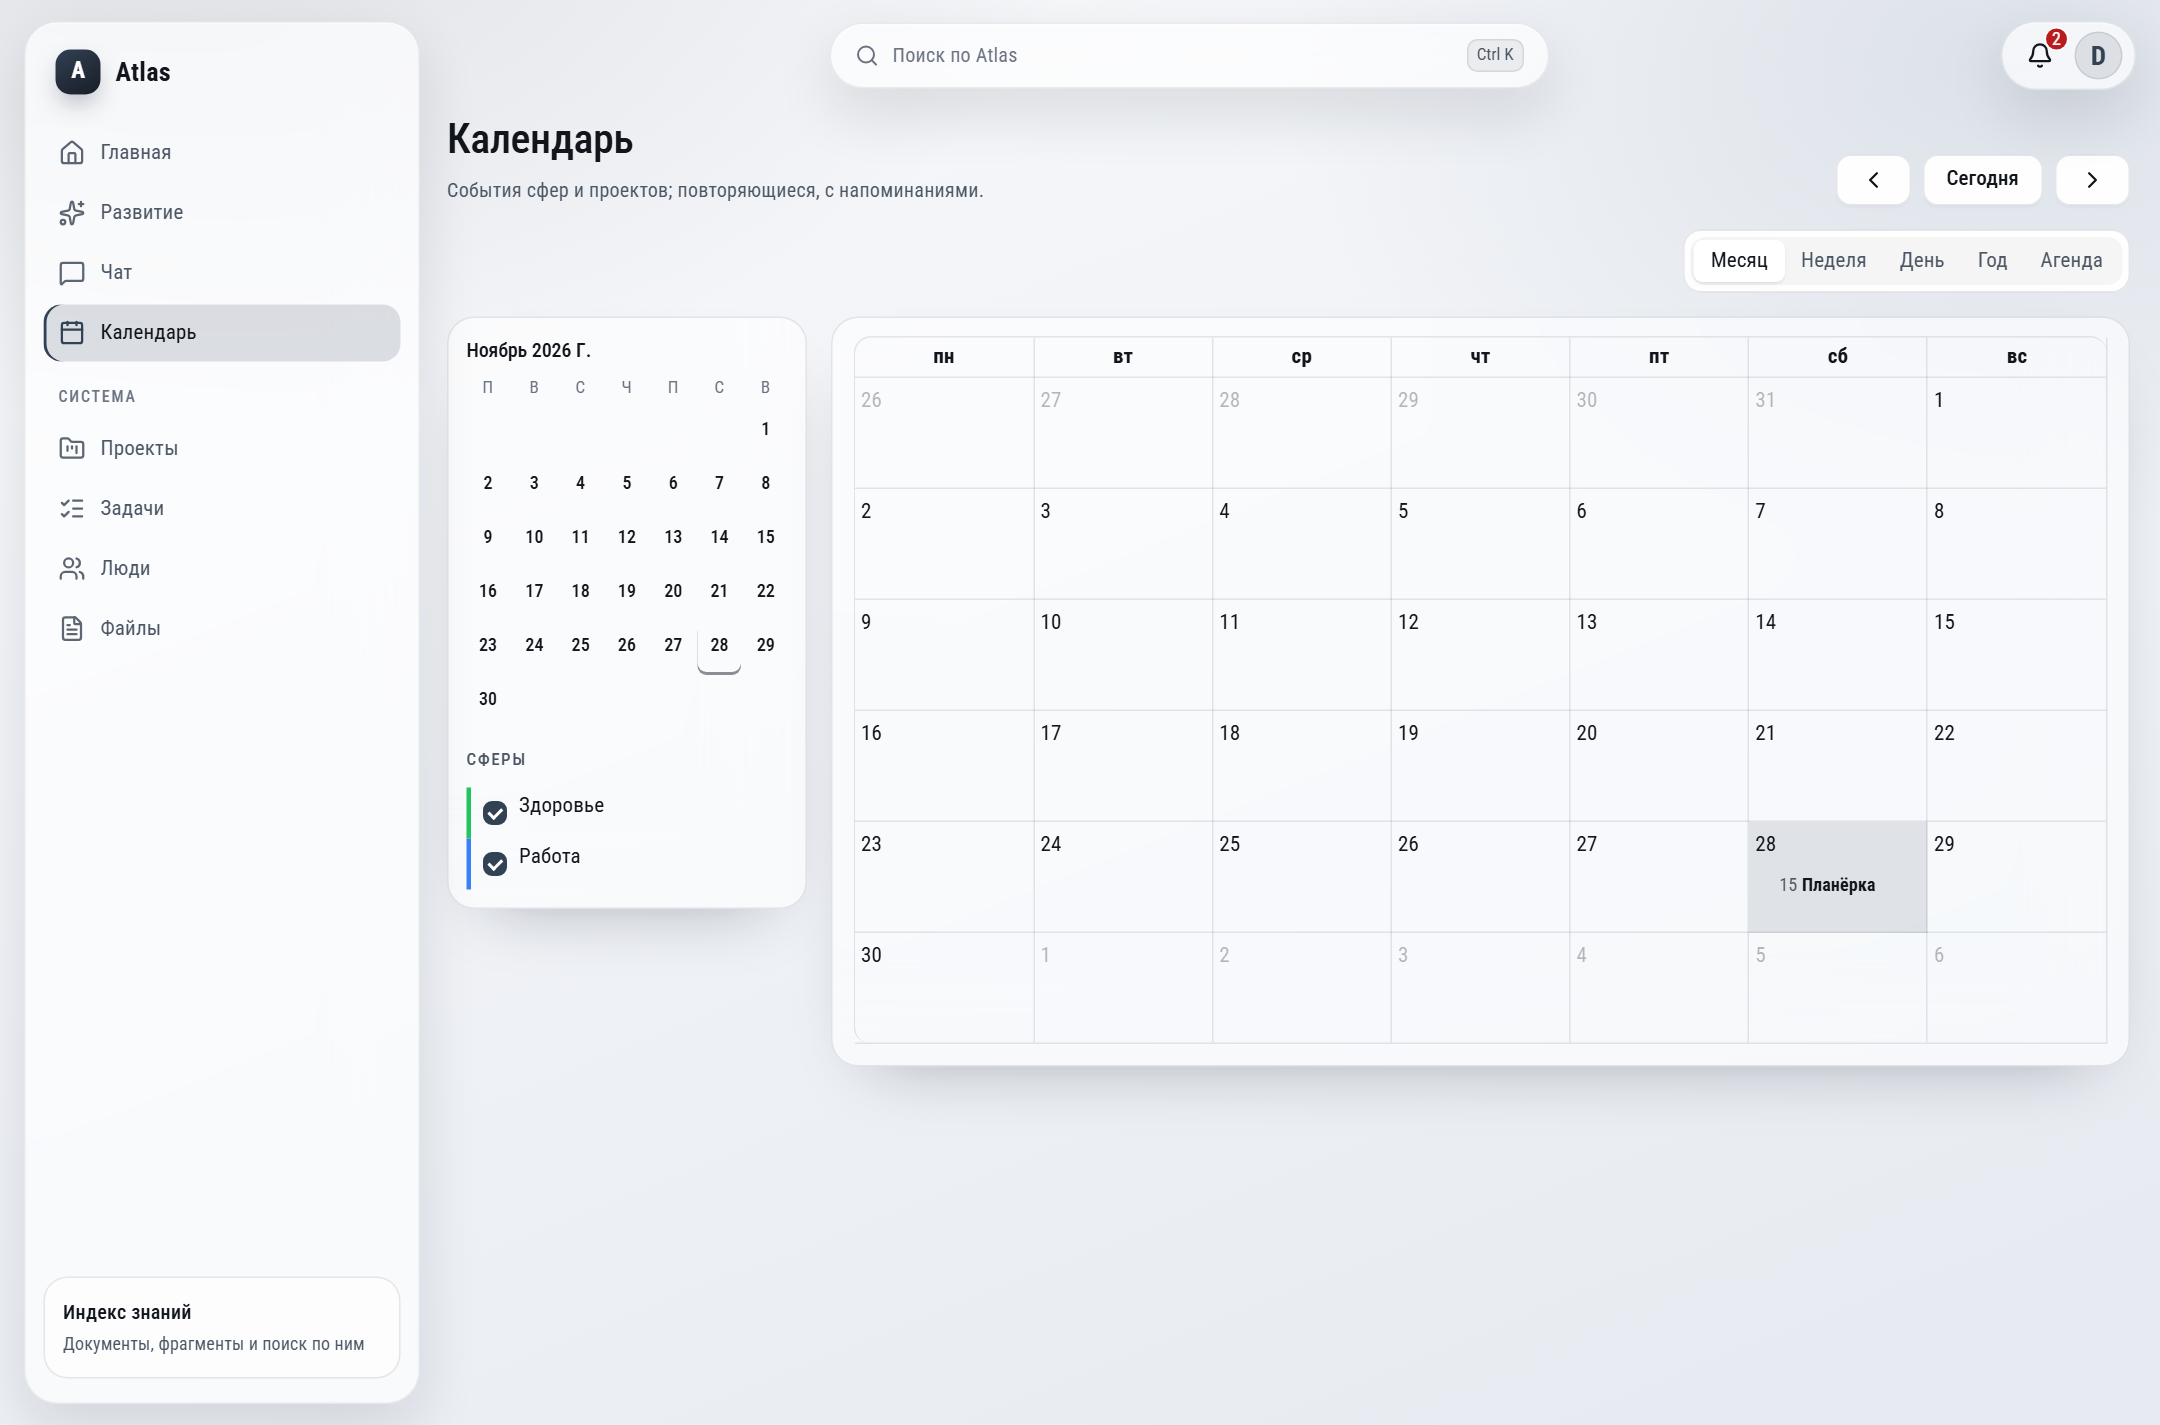 A Atlas
Главная
Развитие
Чат
Календарь
СИСТЕМА
Проекты
Задачи
Люди
Файлы
Индекс знаний
Документы, фрагменты и поиск по ним
Поиск по Atlas Ctrl K
2 D
Календарь
События сфер и проектов; повторяющиеся, с напоминаниями.
Сегодня
Месяц Неделя День Год Агенда
Ноябрь 2026 Г.
П В С Ч П С В
1
2 3 4 5 6 7 8
9 10 11 12 13 14 15
16 17 18 19 20 21 22
23 24 25 26 27 28 29
30
СФЕРЫ
Здоровье
Работа
пн вт ср чт пт сб вс
26 27 28 29 30 31 1
2 3 4 5 6 7 8
9 10 11 12 13 14 15
16 17 18 19 20 21 22
23 24 25 26 27 28 29
15 Планёрка
30 1 2 3 4 5 6